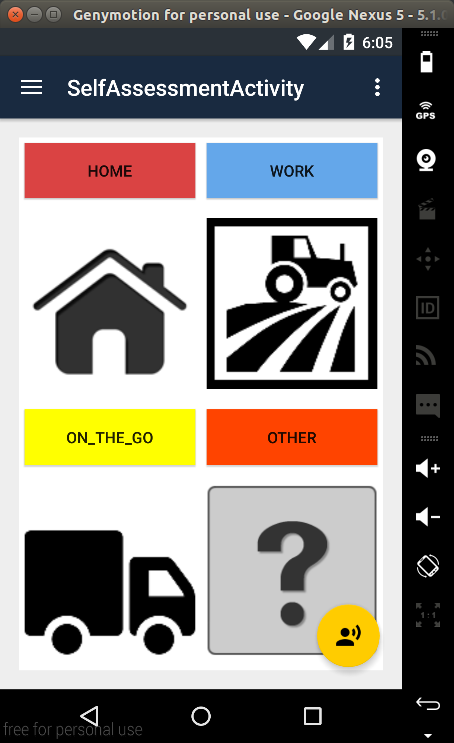 Genymotion for personal use - Google Nexus 5 - 5.1.0
6:05
SelfAssessmentActivity
GPS
HOME
WORK
ID
ON_THE_GO
OTHER
?
1:1
free for personal use